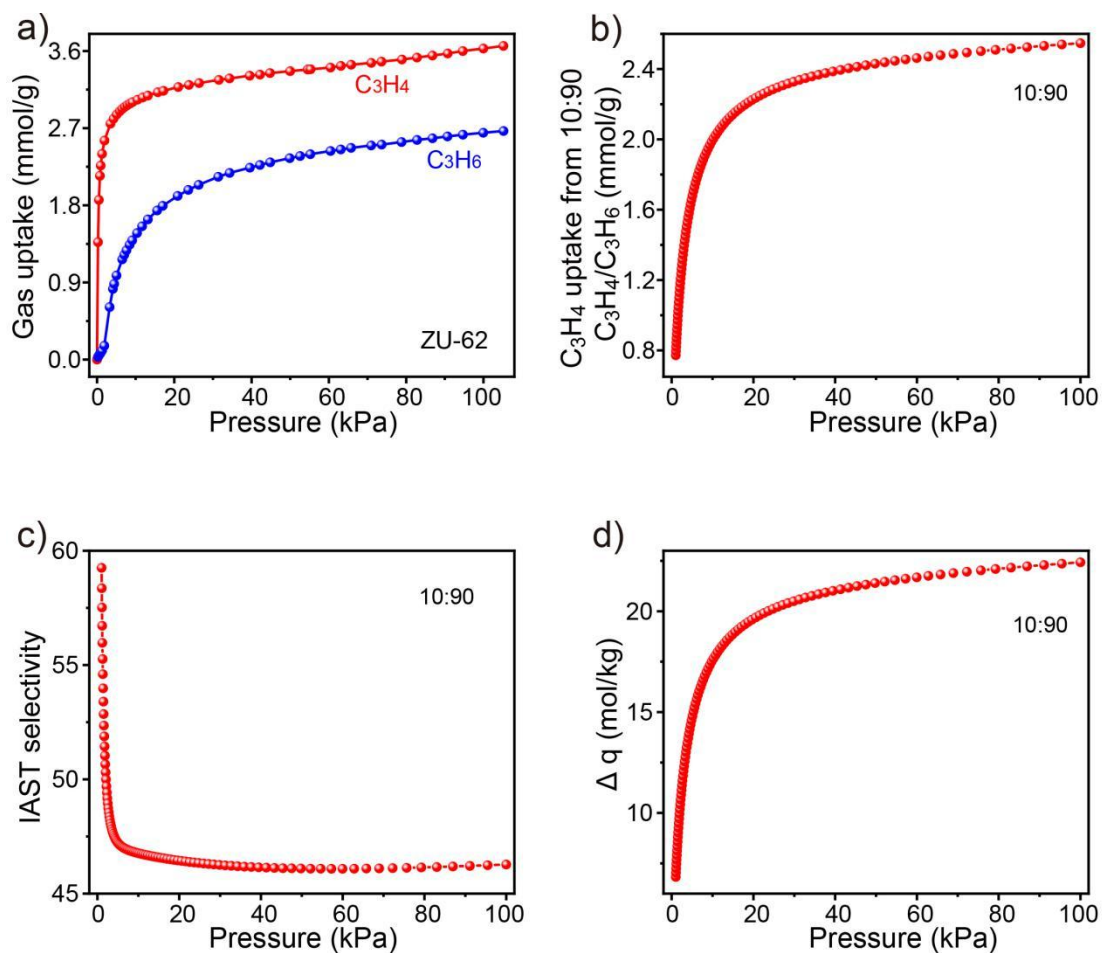 a)
Gas uptake (mmol/g)
3.6
2.7
1.8
0.9
0.0
C₃H₄
C₃H₆
ZU-62
0 20 40 60 80 100
Pressure (kPa)
b)
C₃H₄ uptake from 10:90
C₃H₄/C₃H₆ (mmol/g)
2.4
2.0
1.6
1.2
0.8
10:90
0 20 40 60 80 100
Pressure (kPa)
c)
IAST selectivity
60
55
50
45
10:90
0 20 40 60 80 100
Pressure (kPa)
d)
Δ q (mol/kg)
20
15
10
10:90
0 20 40 60 80 100
Pressure (kPa)